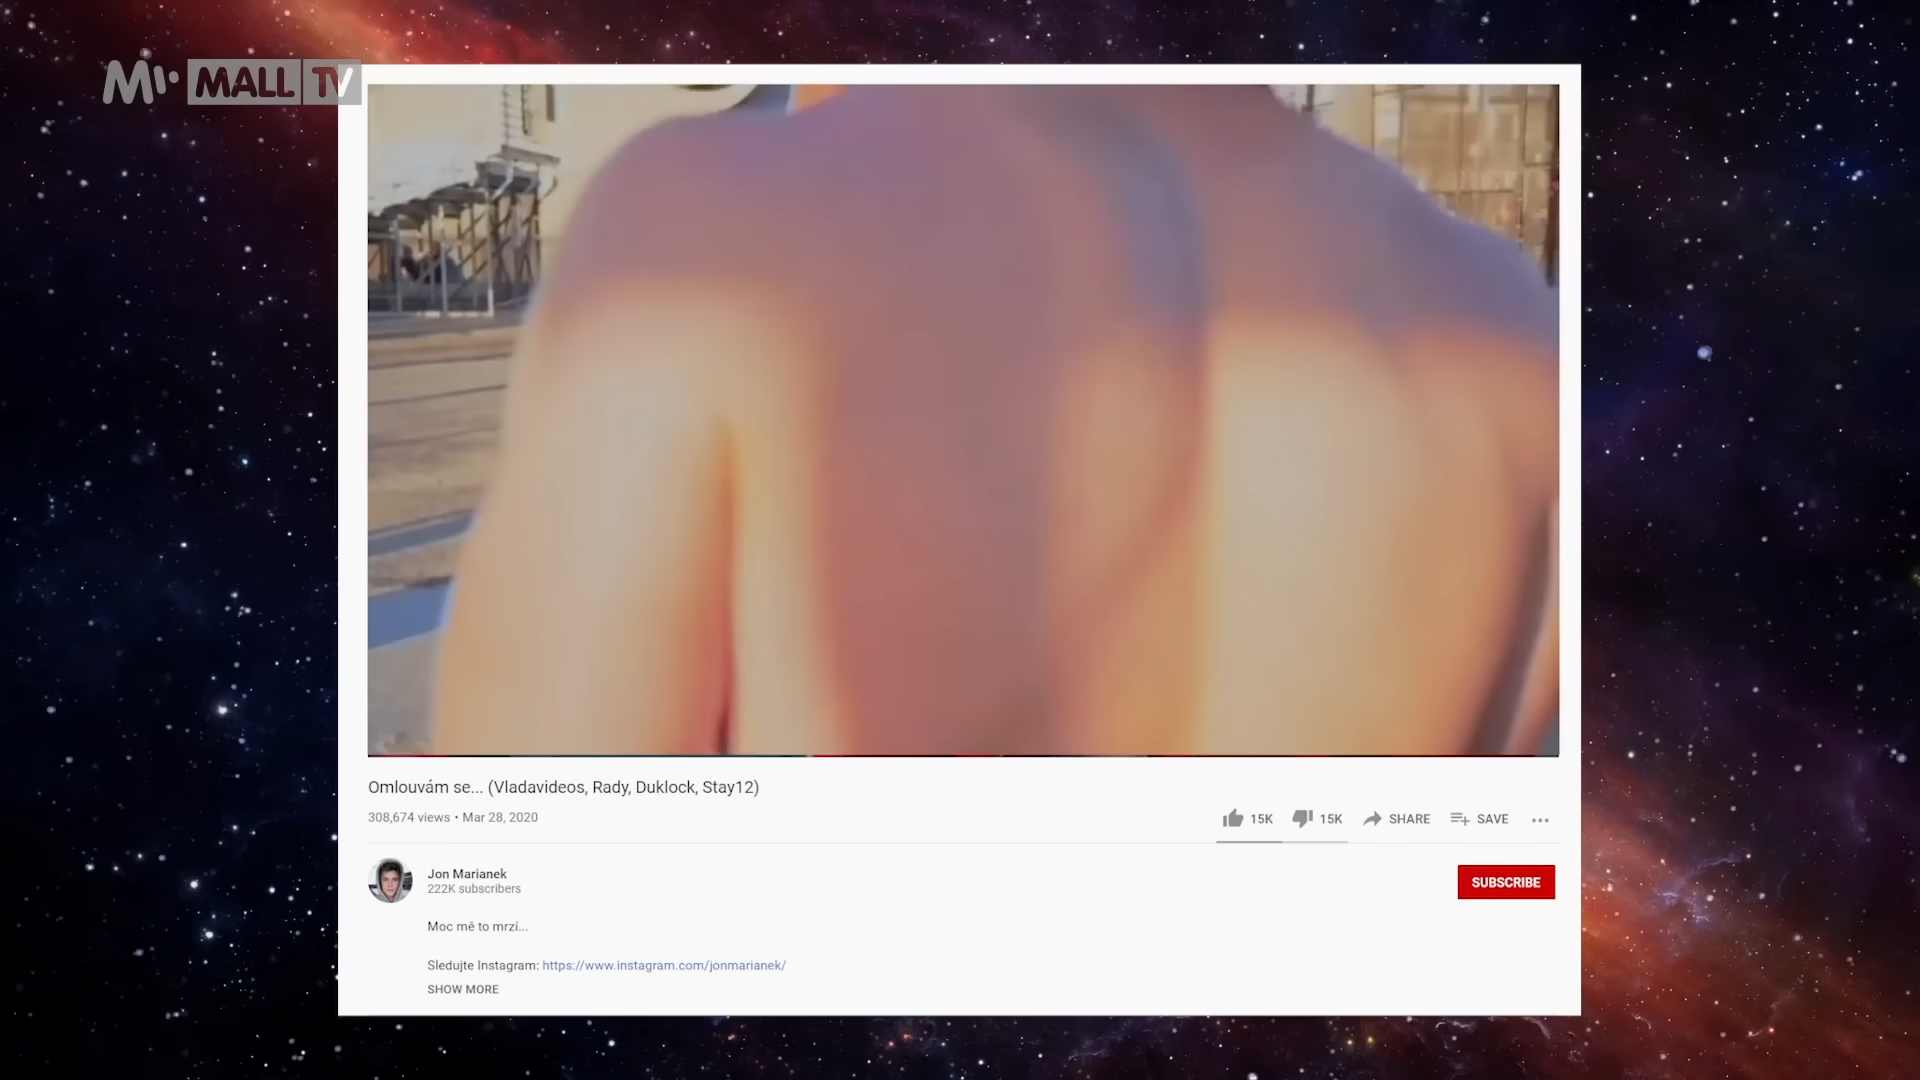 MALL TV
Omlouvám se... (Vladavideos, Rady, Duklock, Stay12)
308,674 views • Mar 28, 2020
15K 15K SHARE SAVE
Jon Marianek
222K subscribers
SUBSCRIBE
Moc mě to mrzí...
Sledujte Instagram: https://www.instagram.com/jonmarianek/
SHOW MORE